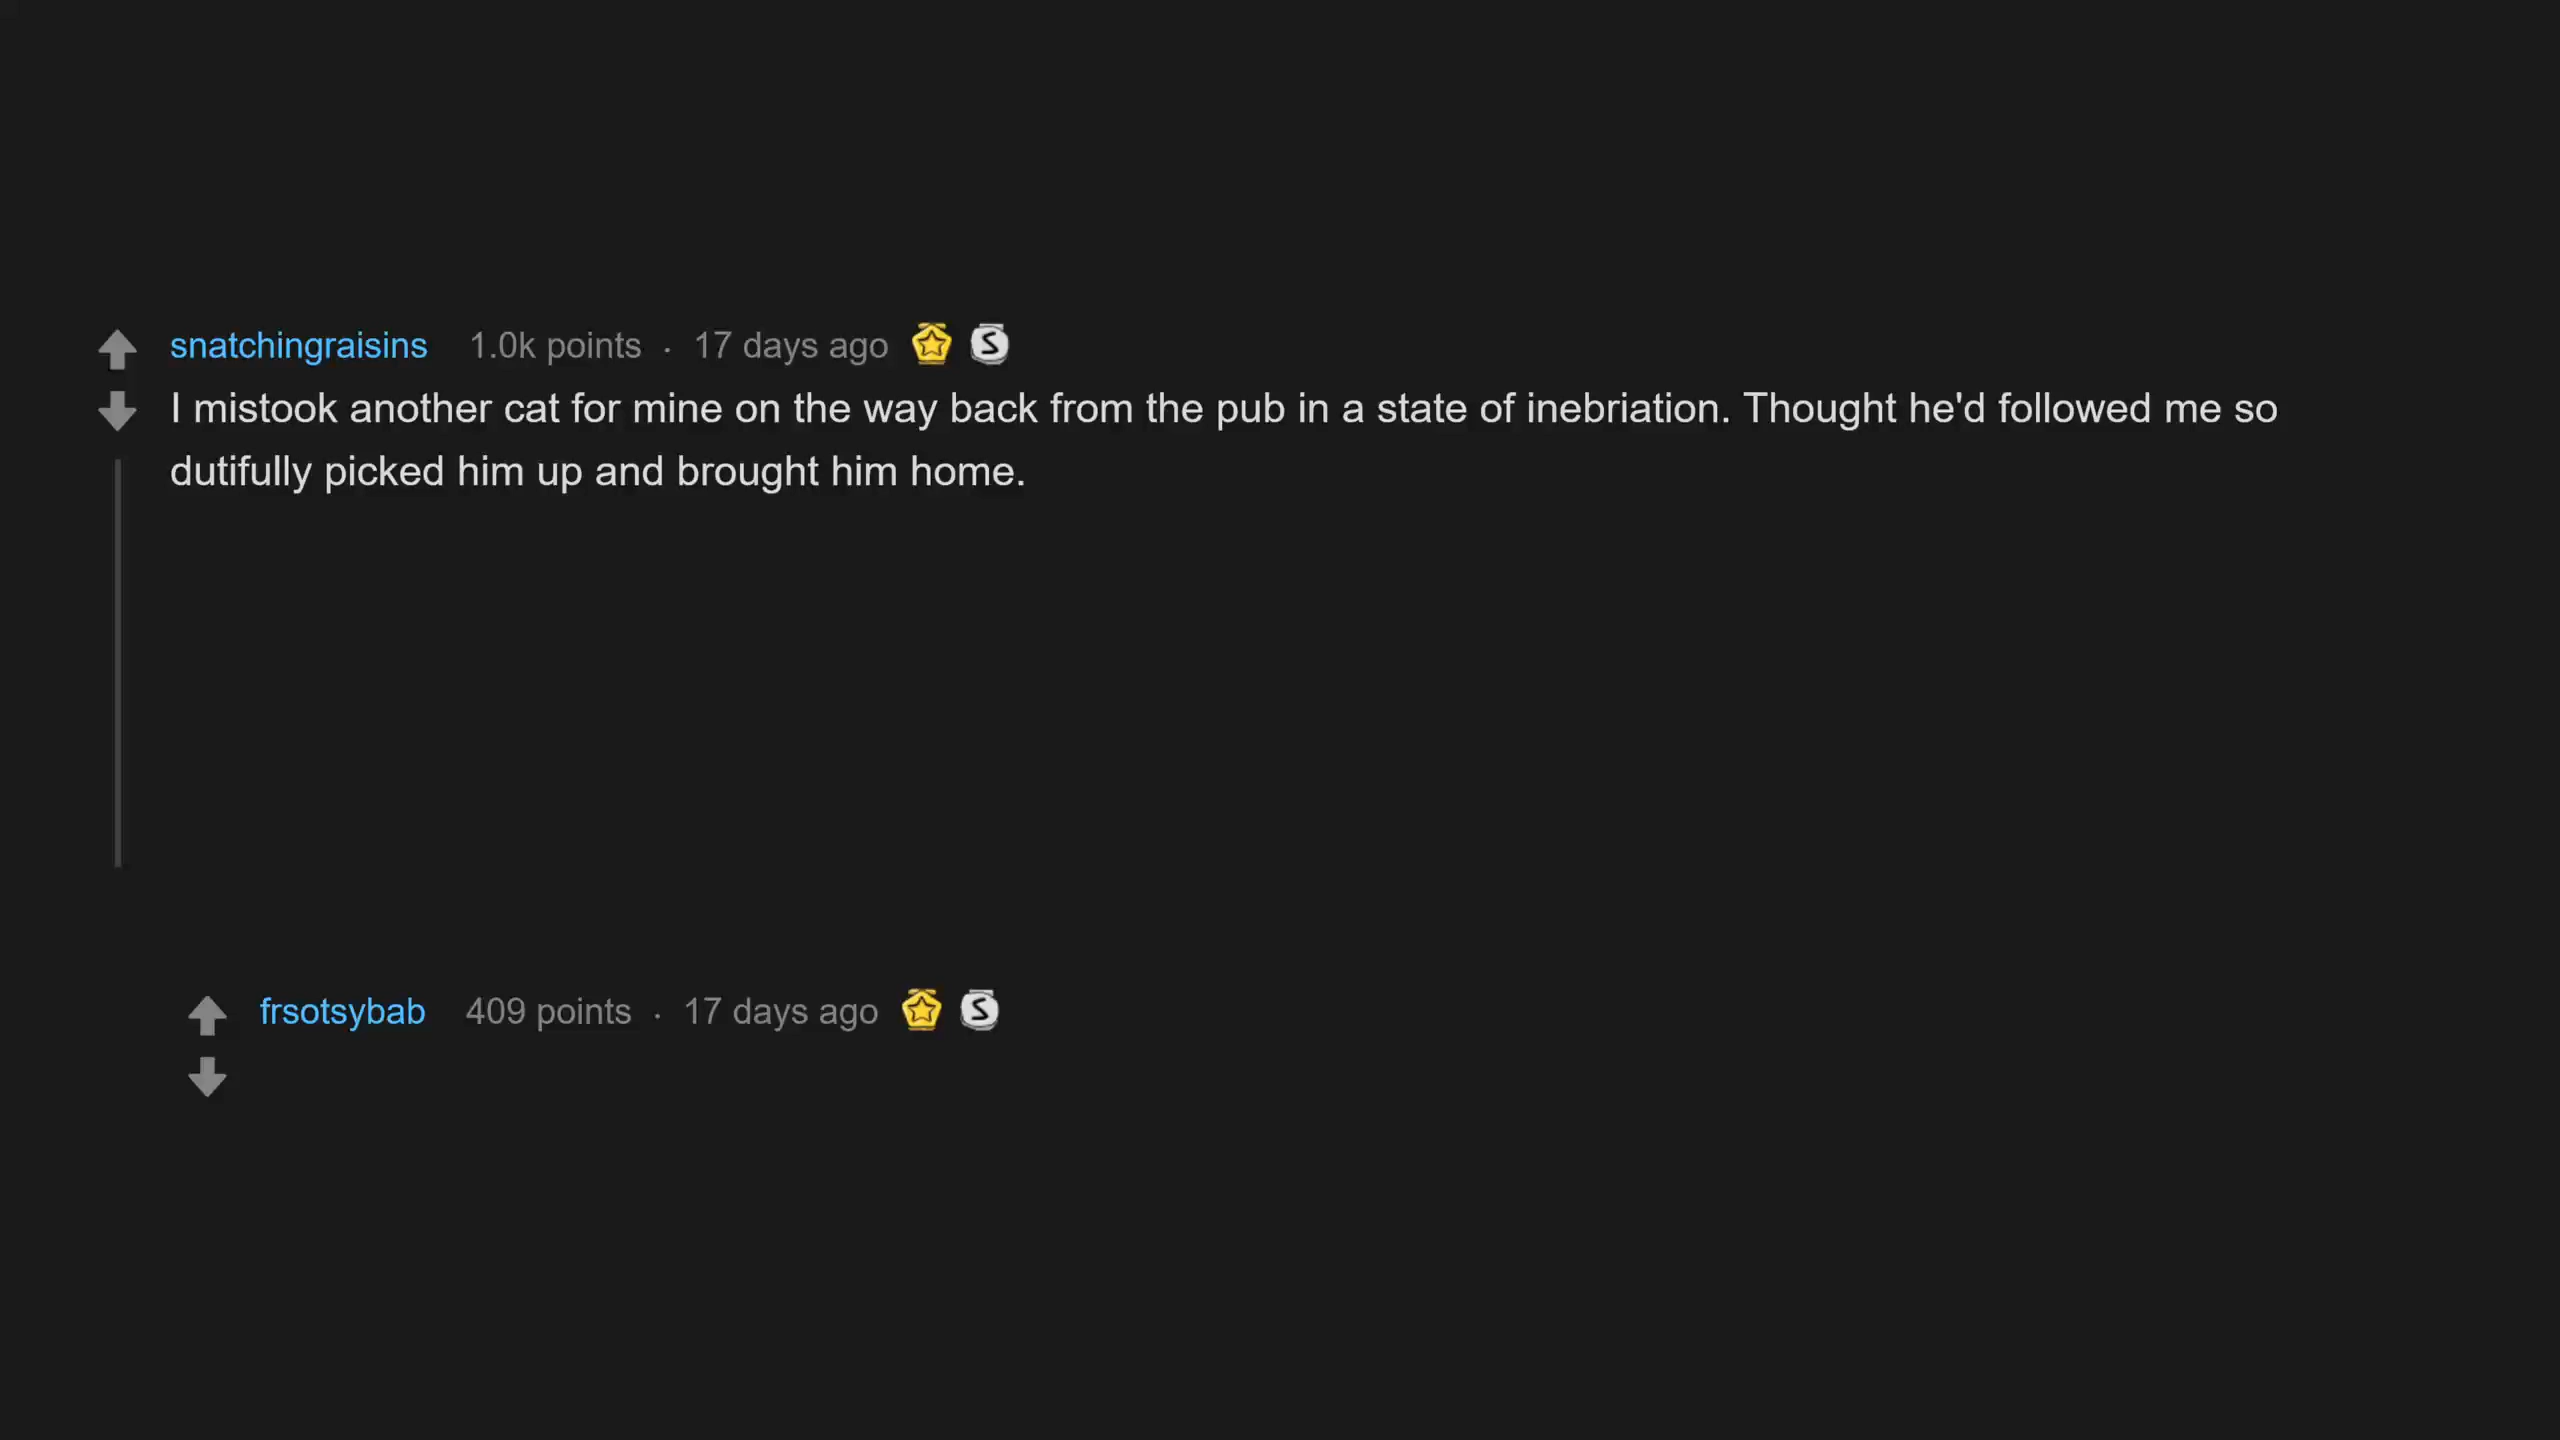 snatchingraisins 1.0k points · 17 days ago S
I mistook another cat for mine on the way back from the pub in a state of inebriation. Thought he'd followed me so
dutifully picked him up and brought him home.
frsotsybab 409 points · 17 days ago S